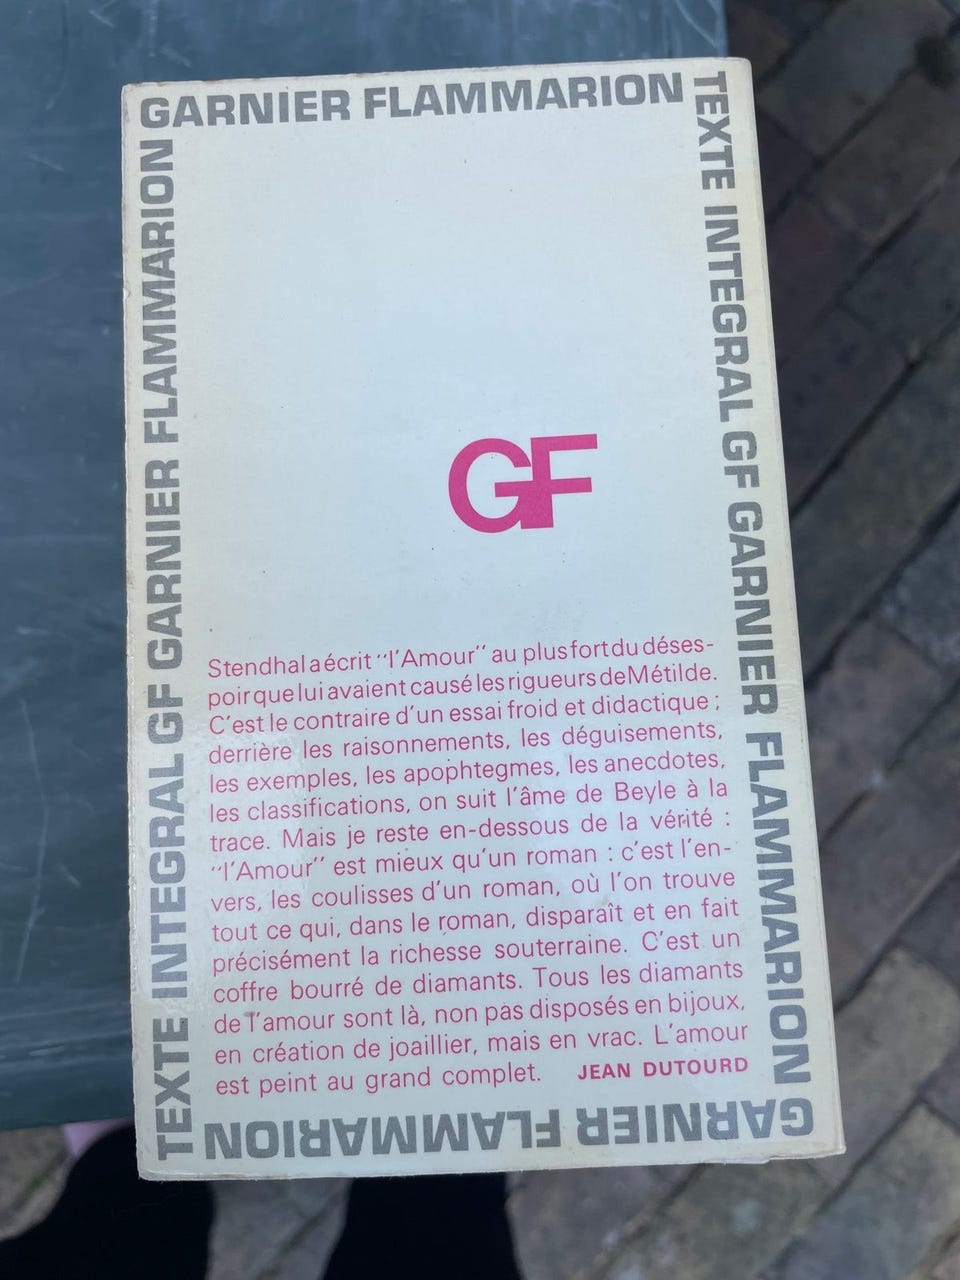 GARNIER FLAMMARION
TEXTE INTEGRAL GF GARNIER FLAMMARION
TEXTE INTEGRAL GF GARNIER FLAMMARION
GF
Stendhal a écrit "l'Amour" au plus fort du déses-
poir que lui avaient causé les rigueurs de Métilde.
C'est le contraire d'un essai froid et didactique ;
derrière les raisonnements, les déguisements,
les exemples, les apophtegmes, les anecdotes,
les classifications, on suit l'âme de Beyle à la
trace. Mais je reste en-dessous de la vérité :
"l'Amour" est mieux qu'un roman : c'est l'en-
vers, les coulisses d'un roman, où l'on trouve
tout ce qui, dans le roman, disparaît et en fait
précisément la richesse souterraine. C'est un
coffre bourré de diamants. Tous les diamants
de l'amour sont là, non pas disposés en bijoux,
en création de joaillier, mais en vrac. L'amour
est peint au grand complet. JEAN DUTOURD
GARNIER FLAMMARION